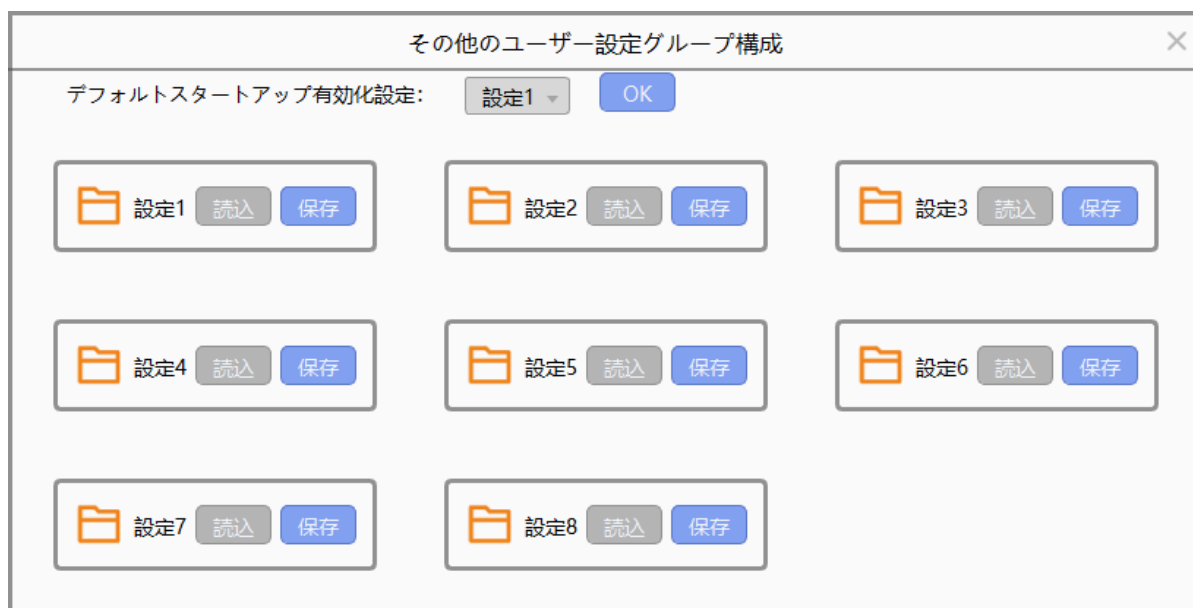 その他のユーザー設定グループ構成 ×
デフォルトスタートアップ有効化設定: 設定1 OK
設定1 読込 保存 設定2 読込 保存 設定3 読込 保存
設定4 読込 保存 設定5 読込 保存 設定6 読込 保存
設定7 読込 保存 設定8 読込 保存